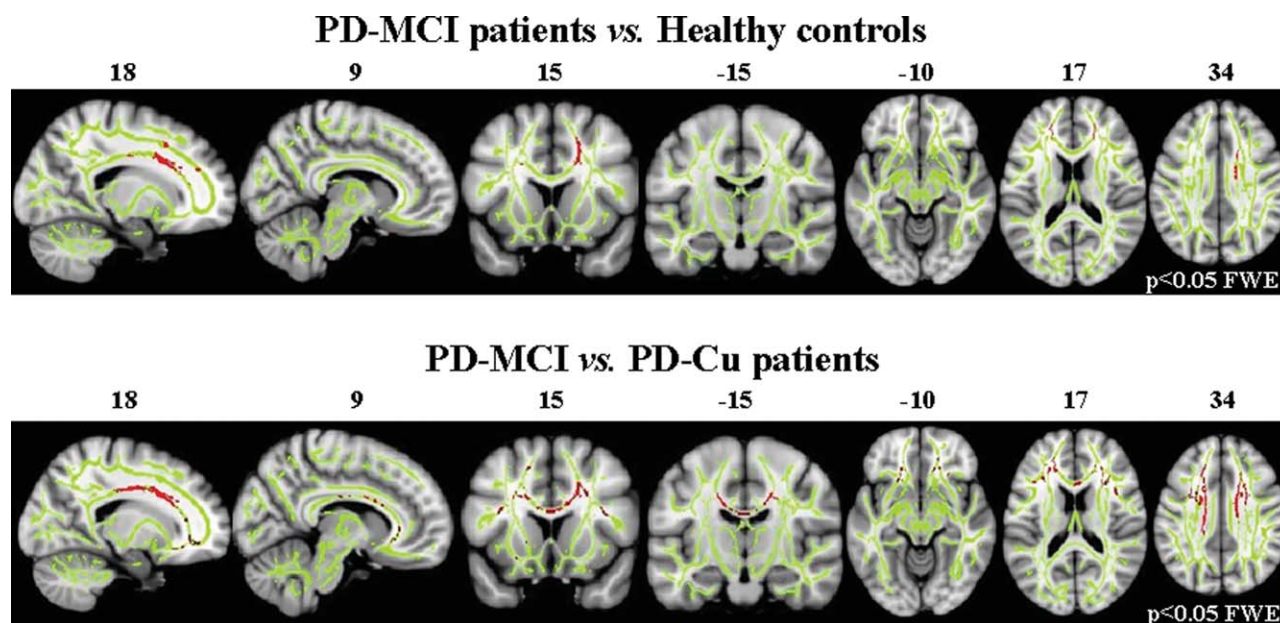 PD-MCI patients vs. Healthy controls
18 9 15 -15 -10 17 34
p<0.05 FWE
PD-MCI vs. PD-Cu patients
18 9 15 -15 -10 17 34
p<0.05 FWE